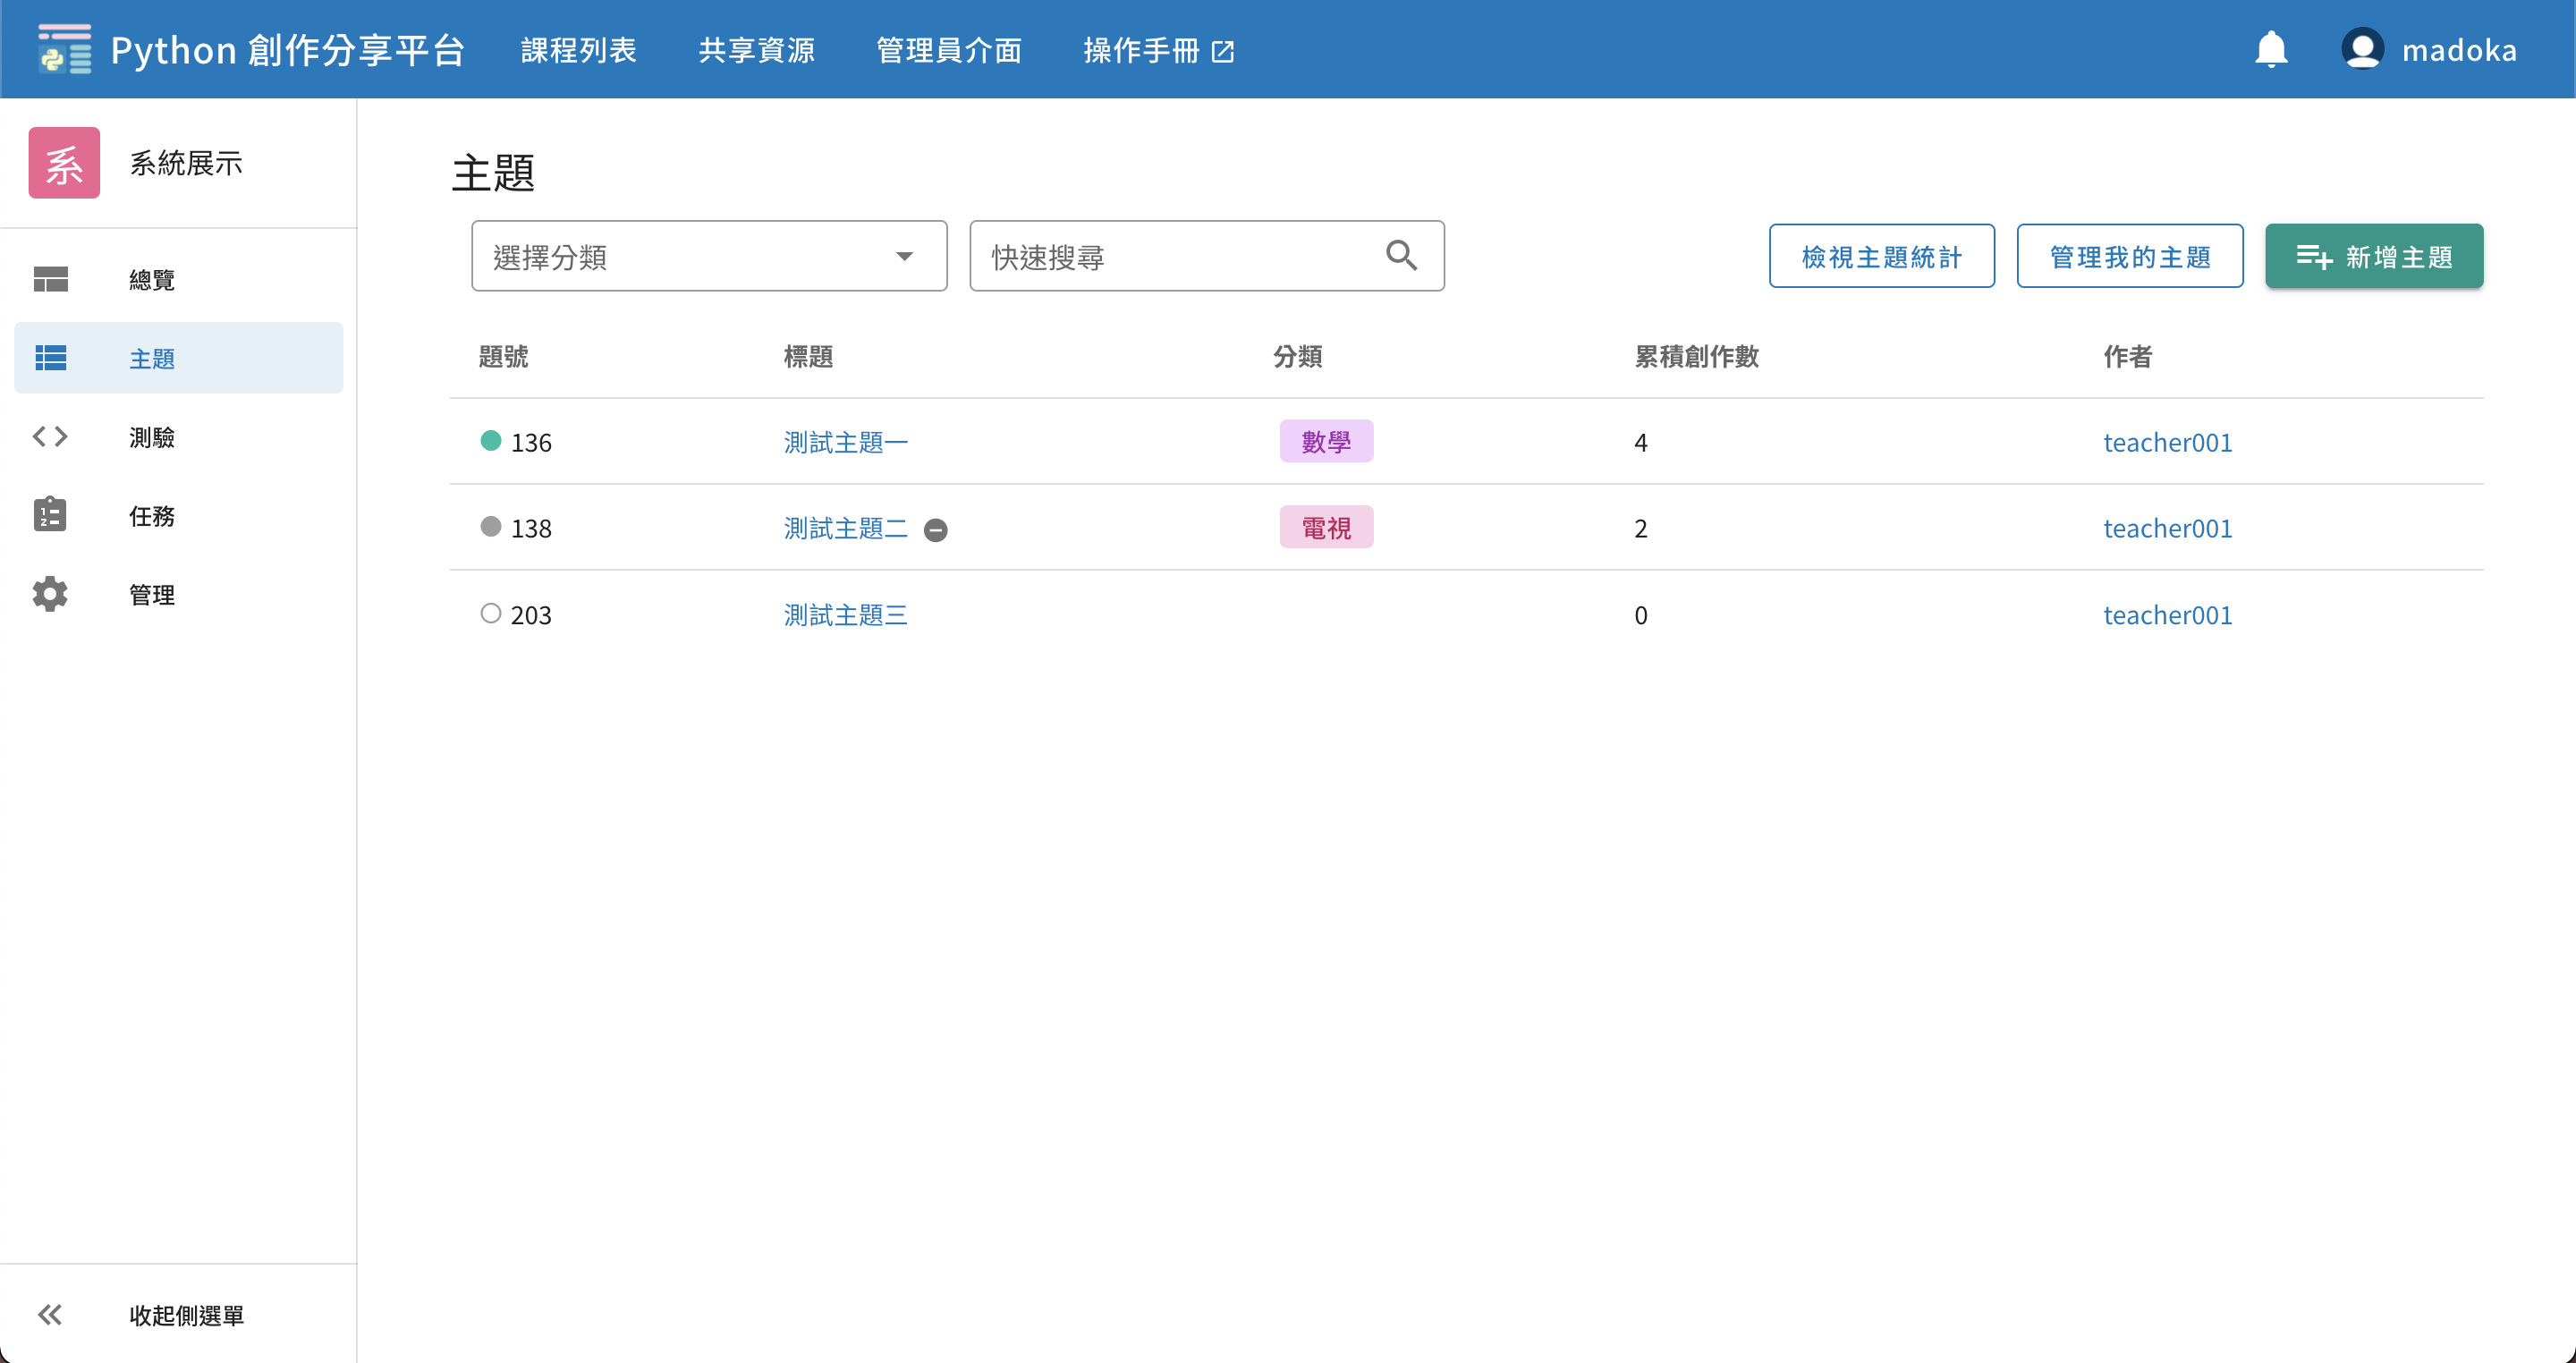 Python 創作分享平台 課程列表 共享資源 管理員介面 操作手冊 madoka
系 系統展示
總覽
主題
測驗
任務
管理
收起側選單
主題
選擇分類 快速搜尋 檢視主題統計 管理我的主題 新增主題
題號 標題 分類 累積創作數 作者
136 測試主題一 數學 4 teacher001
138 測試主題二 電視 2 teacher001
203 測試主題三 0 teacher001